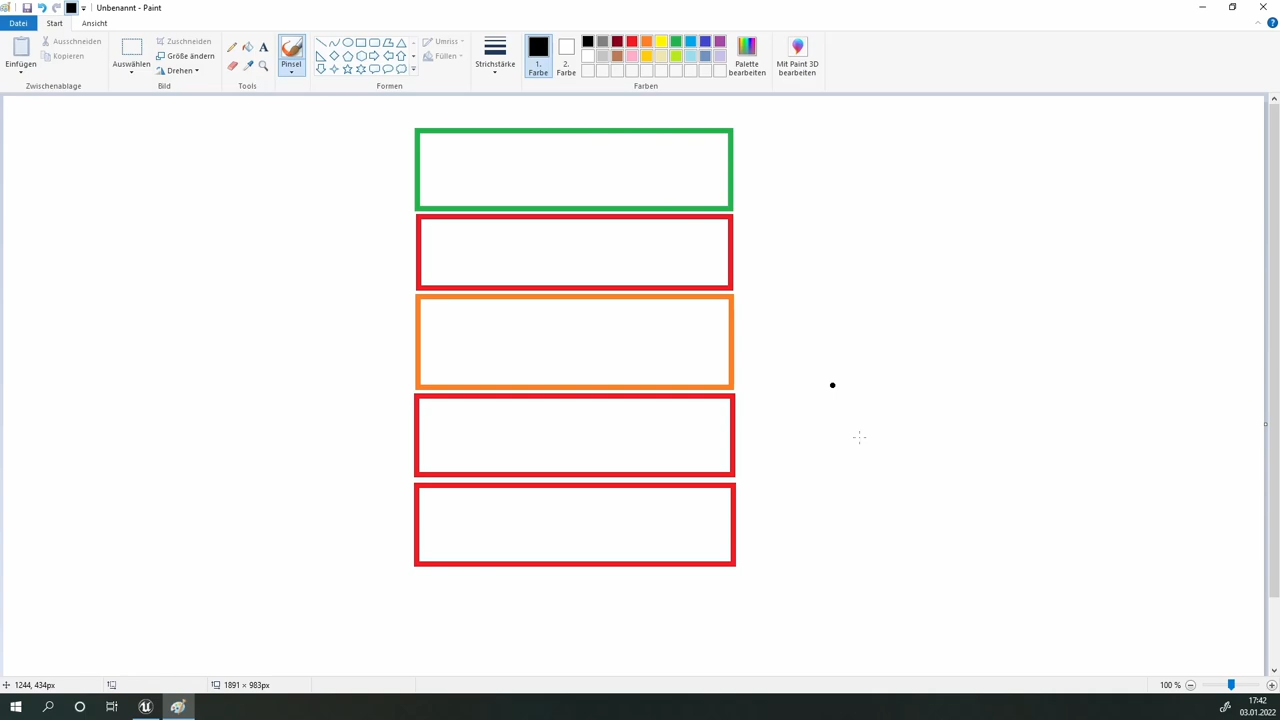 Unbenannt - Paint
Datei Start Ansicht
Einfügen
Ausschneiden
Kopieren
Zwischenablage
Auswählen
Zuschneiden
Größe ändern
Drehen
Bild
A
Tools
Pinsel
Umriss
Füllen
Formen
Strichstärke
1. Farbe
2. Farbe
Palette bearbeiten
Farben
Mit Paint 3D bearbeiten
1244, 434px
1891 × 983px
100 %
17:42
03.01.2022